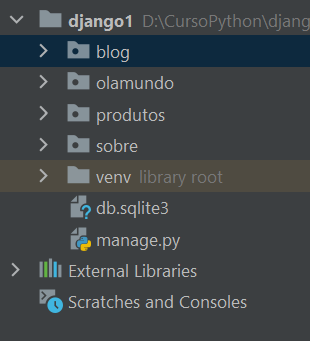 django1 D:\CursoPython\djang
blog
olamundo
produtos
sobre
venv library root
db.sqlite3
manage.py
External Libraries
Scratches and Consoles